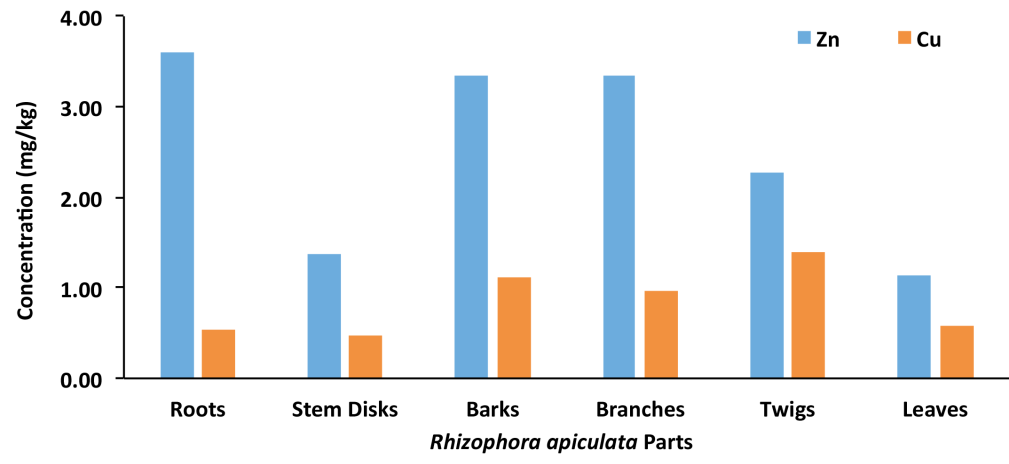 4.00
Zn
Cu
3.00
2.00
1.00
0.00
Concentration (mg/kg)
Roots
Stem Disks
Barks
Branches
Twigs
Leaves
Rhizophora apiculata Parts